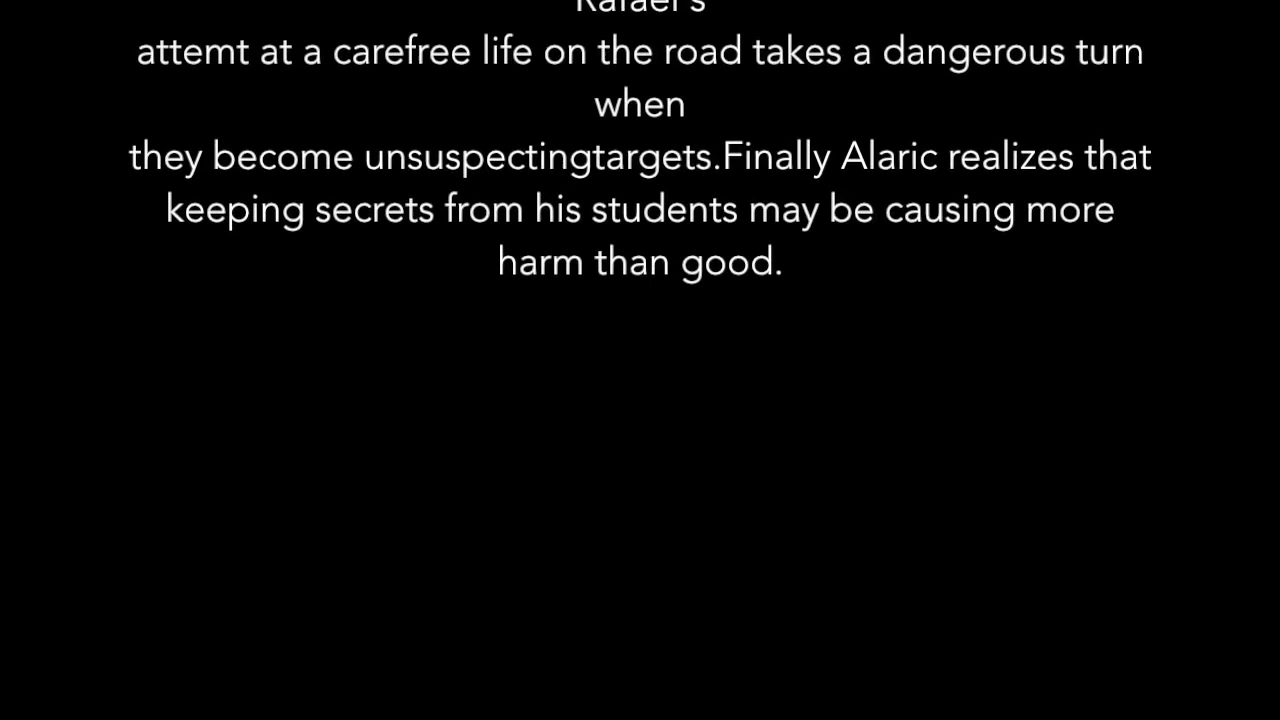 Rafael's
attemt at a carefree life on the road takes a dangerous turn
when
they become unsuspectingtargets.Finally Alaric realizes that
keeping secrets from his students may be causing more
harm than good.